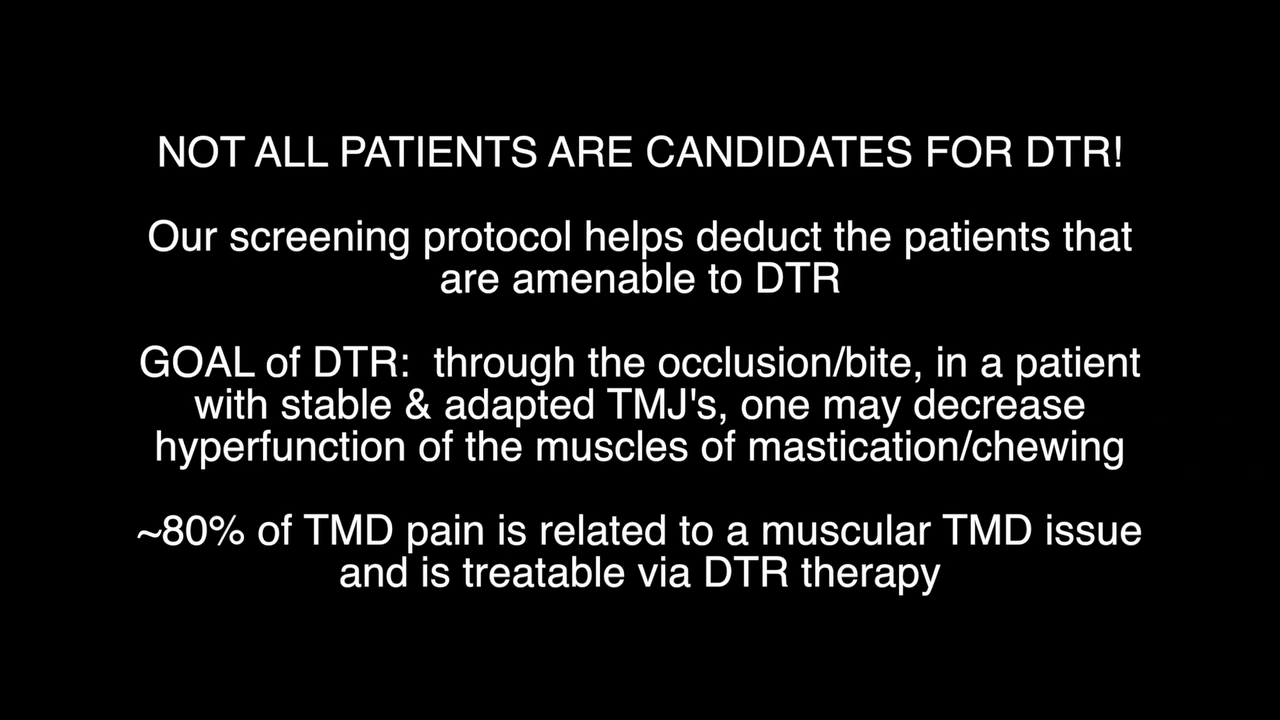 NOT ALL PATIENTS ARE CANDIDATES FOR DTR!
Our screening protocol helps deduct the patients that
are amenable to DTR
GOAL of DTR:  through the occlusion/bite, in a patient
with stable & adapted TMJ's, one may decrease
hyperfunction of the muscles of mastication/chewing
~80% of TMD pain is related to a muscular TMD issue
and is treatable via DTR therapy